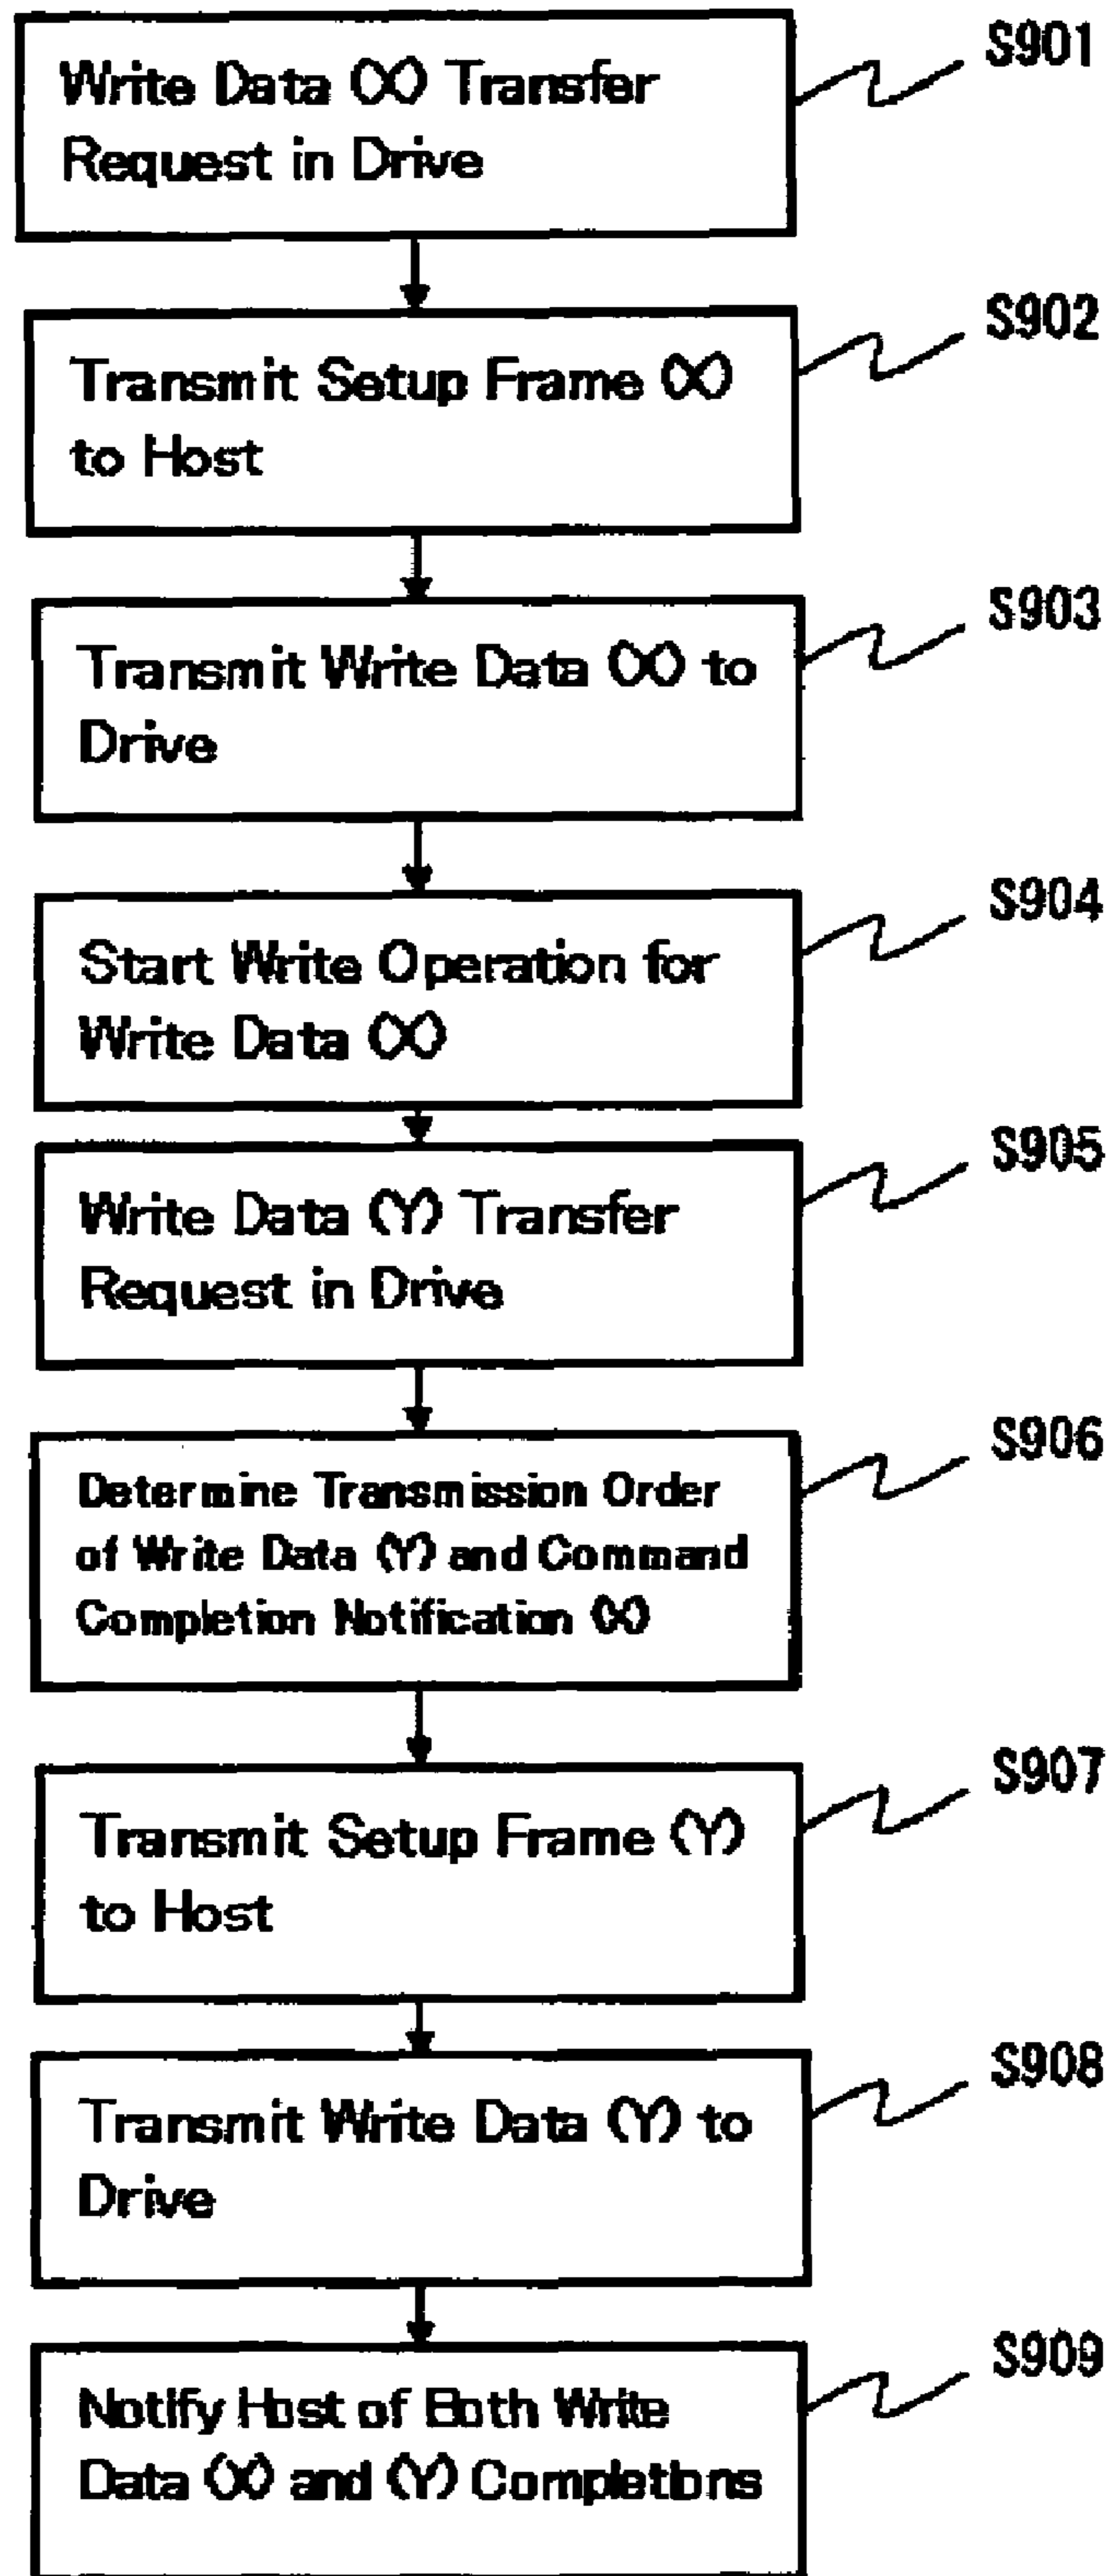 Write Data (X) Transfer
Request in Drive
S901
Transmit Setup Frame (X)
to Host
S902
Transmit Write Data (X) to
Drive
S903
Start Write Operation for
Write Data (X)
S904
Write Data (Y) Transfer
Request in Drive
S905
Determine Transmission Order
of Write Data (Y) and Command
Completion Notification (X)
S906
Transmit Setup Frame (Y)
to Host
S907
Transmit Write Data (Y) to
Drive
S908
Notify Host of Both Write
Data (X) and (Y) Completions
S909